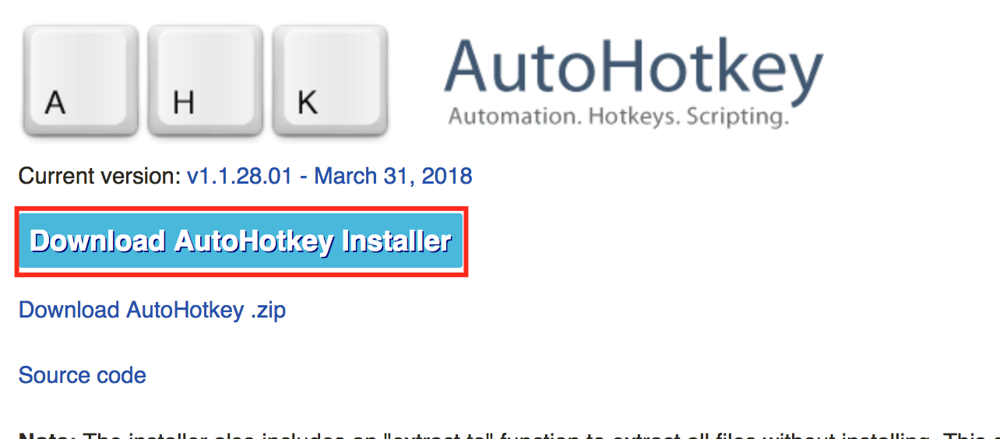 A H K
AutoHotkey
Automation. Hotkeys. Scripting.
Current version: v1.1.28.01 - March 31, 2018
Download AutoHotkey Installer
Download AutoHotkey .zip
Source code
Note: The installer also includes an "extract to" function to extract all files without installing. This